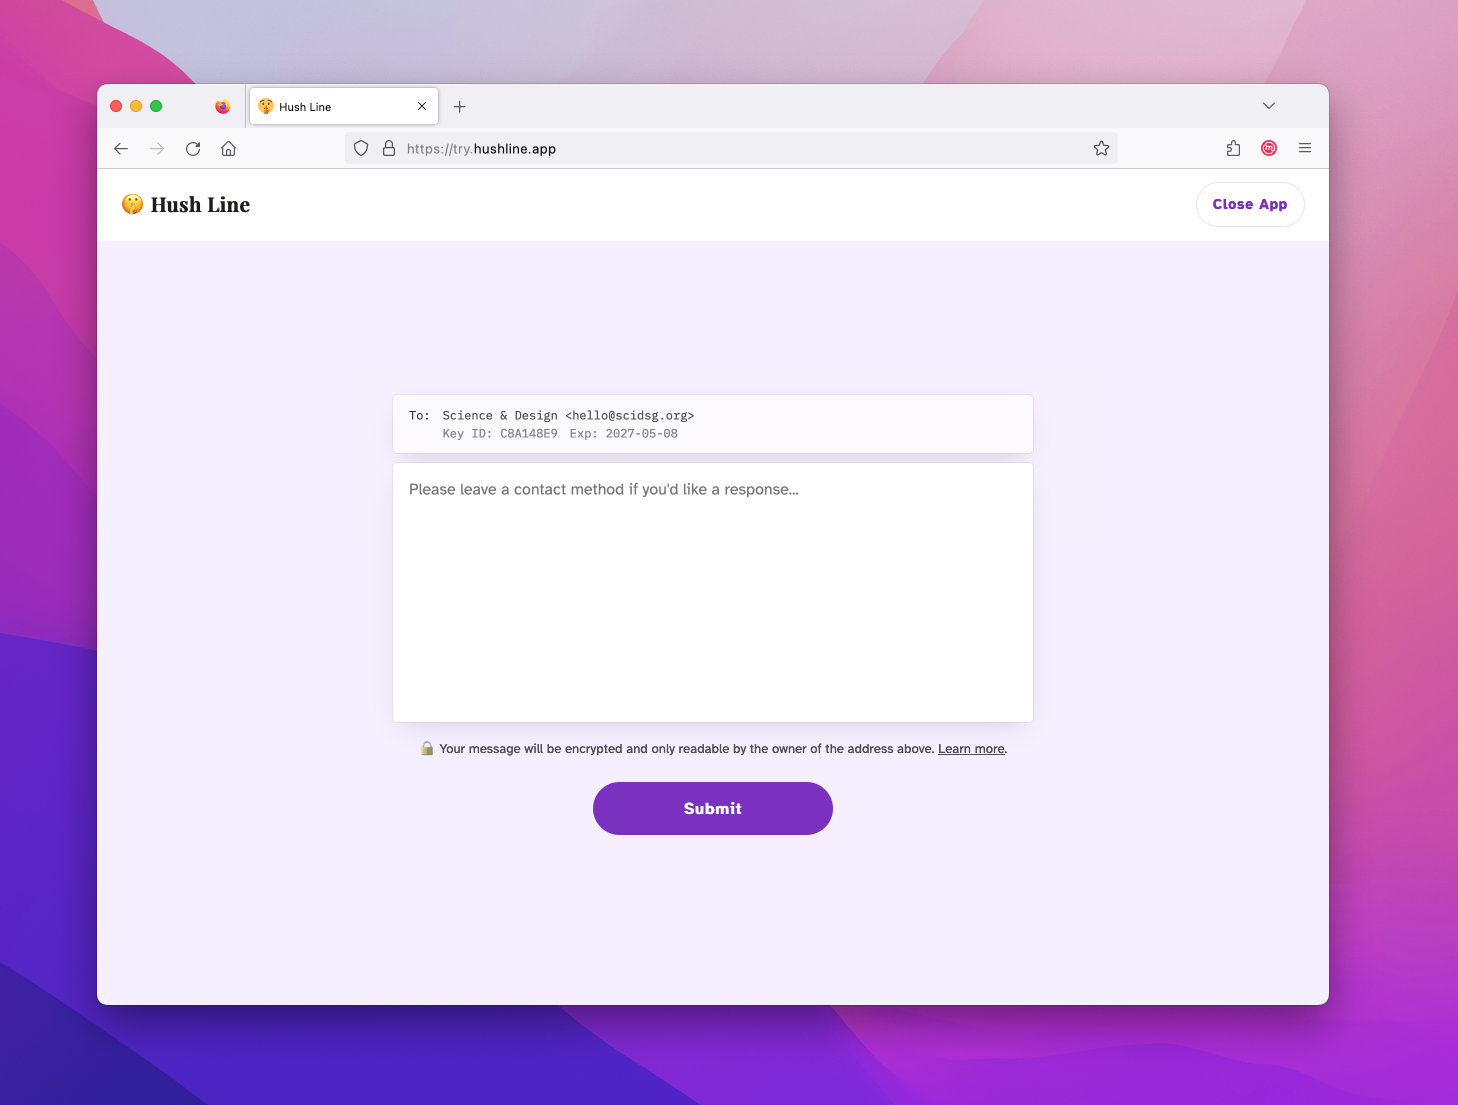 Hush Line
https://try.hushline.app
Hush Line
Close App
To: Science & Design <hello@scidsg.org>
Key ID: C8A148E9 Exp: 2027-05-08
Please leave a contact method if you'd like a response...
Your message will be encrypted and only readable by the owner of the address above. Learn more.
Submit